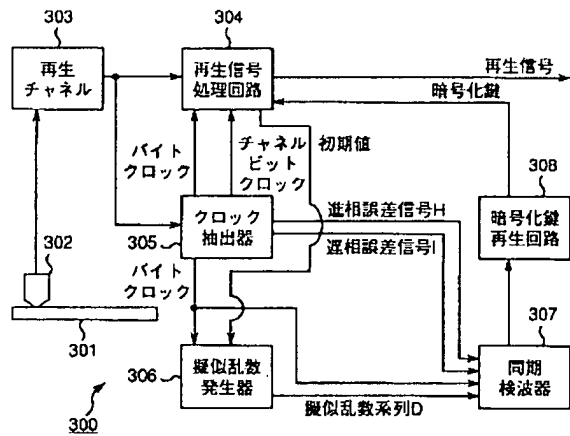 303
再生
チャネル
304
再生信号
処理回路
再生信号
暗号化鍵
バイト
クロック
チャネル
ビット
クロック
初期値
302
301
305
クロック
抽出器
進相誤差信号H
遅相誤差信号I
308
暗号化鍵
再生回路
バイト
クロック
306
擬似乱数
発生器
307
同期
検波器
擬似乱数系列D
300